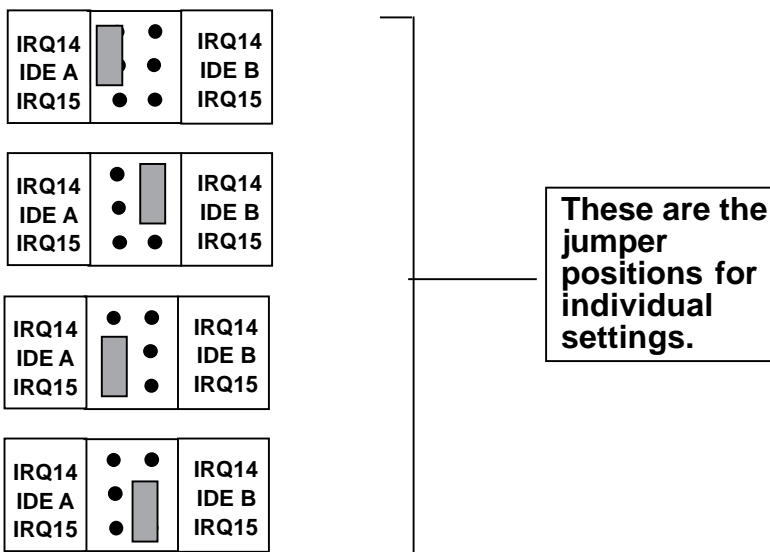 IRQ14
IDE A
IRQ15
IRQ14
IDE B
IRQ15
IRQ14
IDE A
IRQ15
IRQ14
IDE B
IRQ15
These are the
jumper
positions for
individual
settings.
IRQ14
IDE A
IRQ15
IRQ14
IDE B
IRQ15
IRQ14
IDE A
IRQ15
IRQ14
IDE B
IRQ15